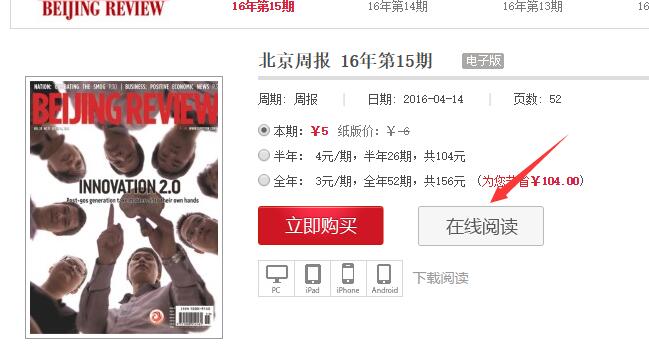 BEIJING REVIEW
16年第15期 16年第14期 16年第13期 16
北京周报 16年第15期 电子版
周期: 周报 日期: 2016-04-14 页数: 52
本期: ¥5 纸版价: ¥ 6
半年: 4元/期, 半年26期, 共104元
全年: 3元/期, 全年52期, 共156元 (为您节省¥104.00)
立即购买 在线阅读
PC iPad iPhone Android 下载阅读
NATION: COMBATING THE SMOG P.30 | BUSINESS: POSITIVE ECONOMIC NEWS P.3
BEIJING REVIEW
INNOVATION 2.0
Post-90s generation
their own hands